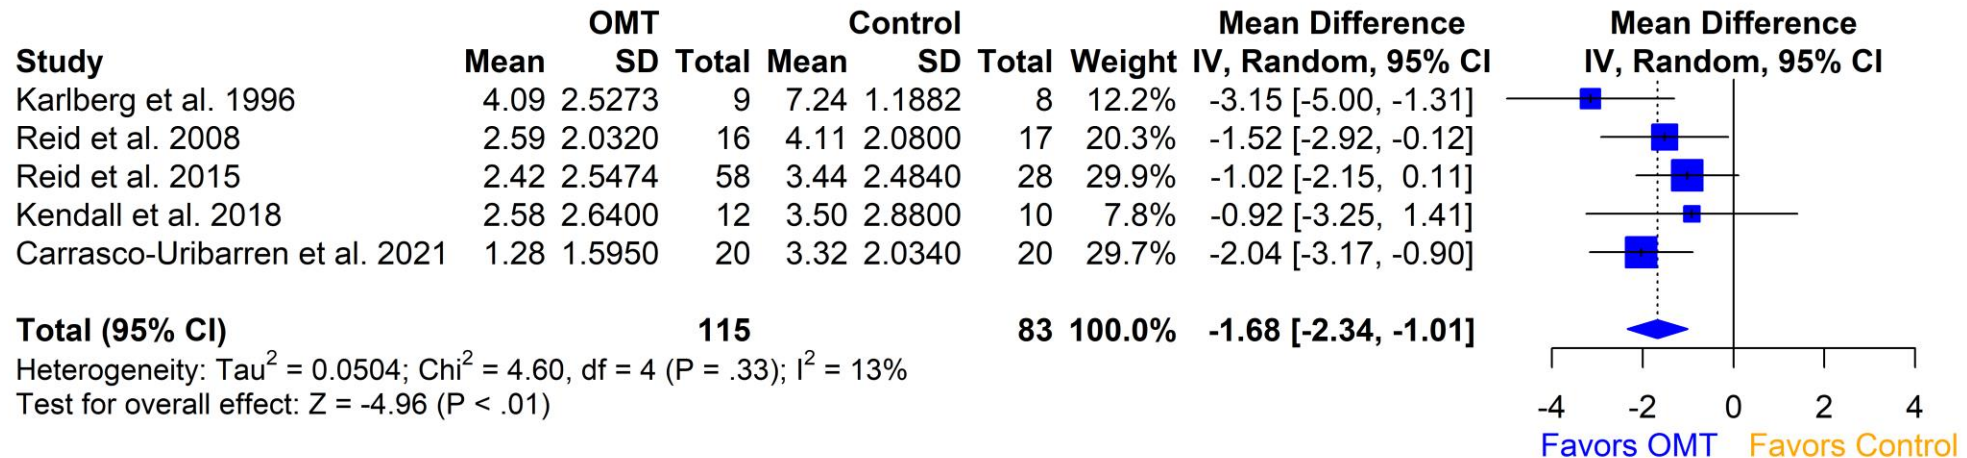 OMT Control Mean Difference Mean Difference
Study Mean SD Total Mean SD Total Weight IV, Random, 95% CI IV, Random, 95% CI
Karlberg et al. 1996 4.09 2.5273 9 7.24 1.1882 8 12.2% -3.15 [-5.00, -1.31]
Reid et al. 2008 2.59 2.0320 16 4.11 2.0800 17 20.3% -1.52 [-2.92, -0.12]
Reid et al. 2015 2.42 2.5474 58 3.44 2.4840 28 29.9% -1.02 [-2.15, 0.11]
Kendall et al. 2018 2.58 2.6400 12 3.50 2.8800 10 7.8% -0.92 [-3.25, 1.41]
Carrasco-Uribarren et al. 2021 1.28 1.5950 20 3.32 2.0340 20 29.7% -2.04 [-3.17, -0.90]
Total (95% CI) 115 83 100.0% -1.68 [-2.34, -1.01]
Heterogeneity: Tau² = 0.0504; Chi² = 4.60, df = 4 (P = .33); I² = 13%
Test for overall effect: Z = -4.96 (P < .01)
-4 -2 0 2 4
Favors OMT Favors Control